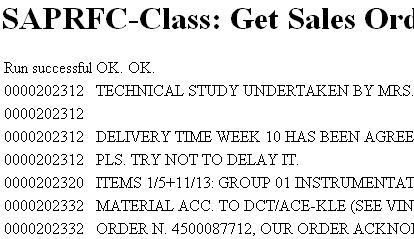 SAPRFC-Class: Get Sales Ord
Run successful OK. OK.
0000202312 TECHNICAL STUDY UNDERTAKEN BY MRS.
0000202312
0000202312 DELIVERY TIME WEEK 10 HAS BEEN AGREE
0000202312 PLS. TRY NOT TO DELAY IT.
0000202320 ITEMS 1/5+11/13: GROUP 01 INSTRUMENTAT
0000202332 MATERIAL ACC. TO DCT/ACE-KLE (SEE VIN
0000202332 ORDER N. 4500087712, OUR ORDER ACKNO